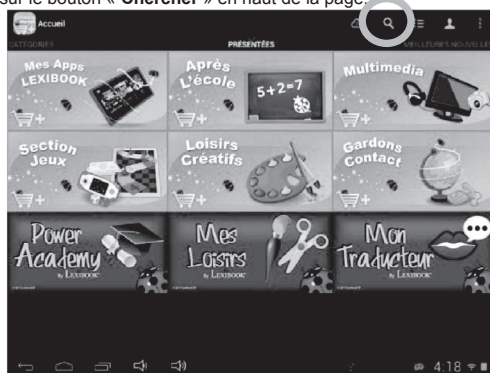 sur le bouton « Chercher » en haut de la page.
Accueil
CATÉGORIES PRÉSENTÉES MEILLEURES NOUVELLES
Mes Apps
LEXIBOOK
Après
L'école
5+2=7
Multimedia
Section
Jeux
Loisirs
Créatifs
Gardons
Contact
Power
Academy
By LEXIBOOK
Mes
Loisirs
By LEXIBOOK
Mon
Traducteur
By LEXIBOOK
4:18